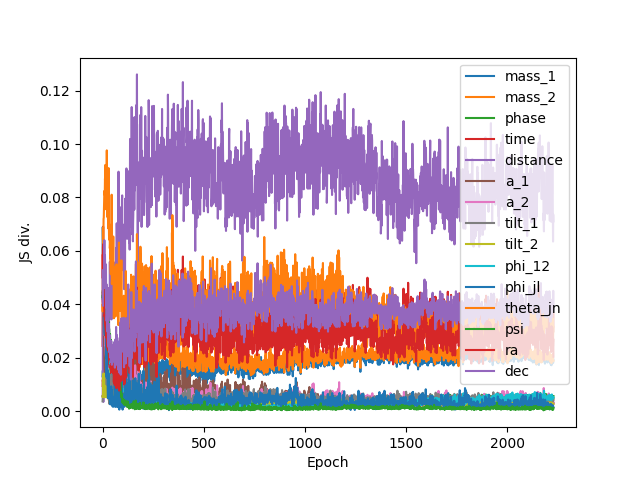 0.12
0.10
0.08
0.06
0.04
0.02
0.00
JS div.
0
500
1000
1500
2000
Epoch
mass_1
mass_2
phase
time
distance
a_1
a_2
tilt_1
tilt_2
phi_12
phi_jl
theta_jn
psi
ra
dec